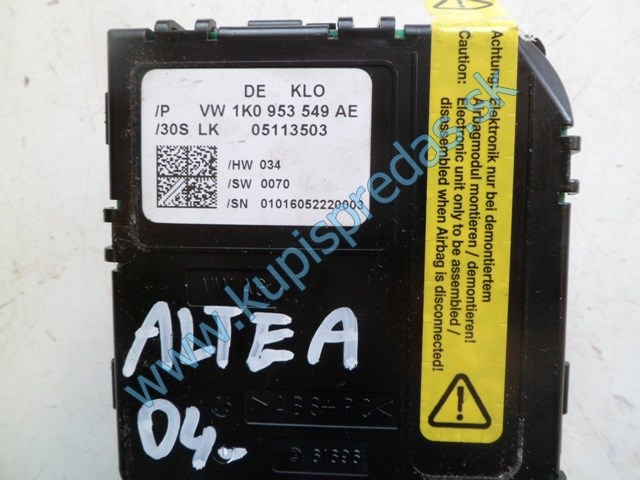 DE KLO
/P VW 1K0 953 549 AE
/30S LK 05113503
/HW 034
/SW 0070
/SN 01016052220003
Achtung: Elektronik nur bei demontiertem
Airbagmodul montieren / demontieren!
Caution: Electronic unit only to be assembled /
disassembled when Airbag is disconnected!
www.kupispredas.sk
ALTEA
04-
>ABS+PC<